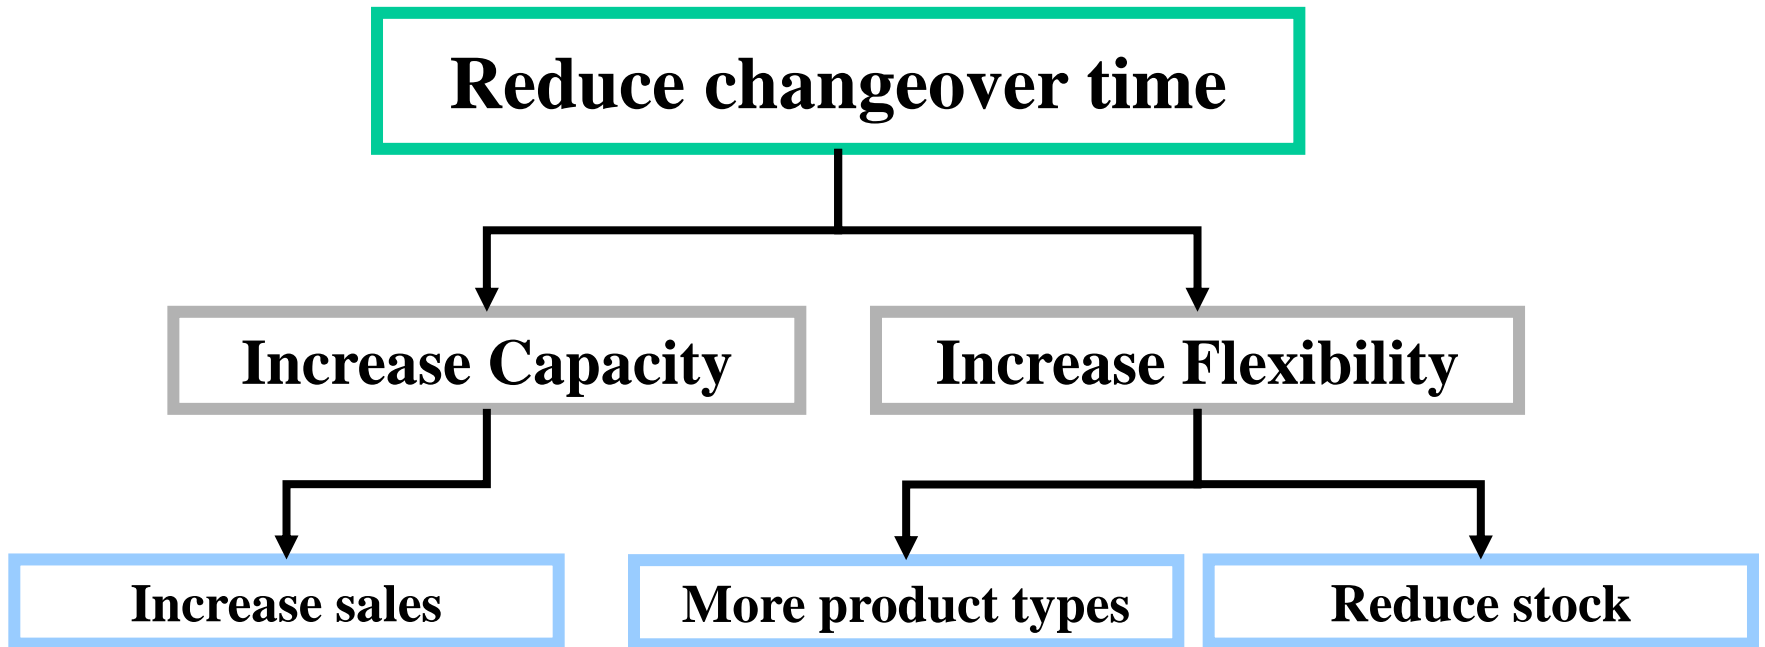 Reduce changeover time
Increase Capacity
Increase Flexibility
Increase sales
More product types
Reduce stock